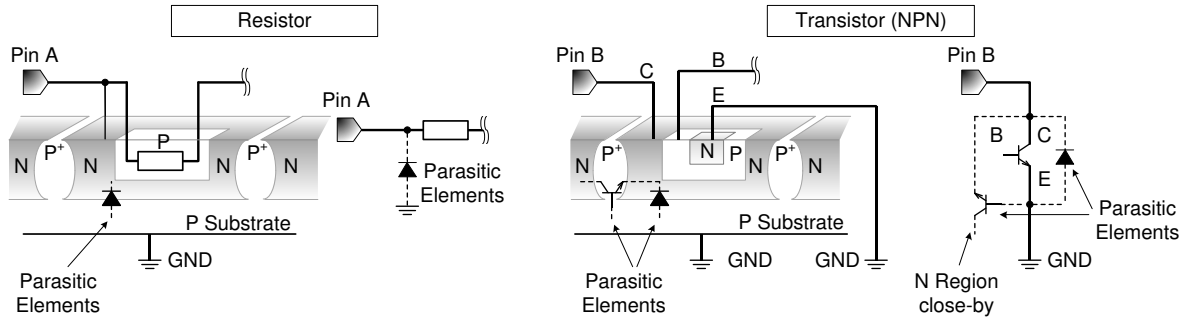 Resistor
Transistor (NPN)
Pin A
Pin B
Pin B
C
B
E
Pin A
N
P+
N
P
N
P+
N
Parasitic
Elements
N
P+
N
N
P
N
P+
N
B
C
E
P Substrate
GND
Parasitic
Elements
P Substrate
GND
GND
Parasitic
Elements
Parasitic
Elements
N Region
close-by
GND